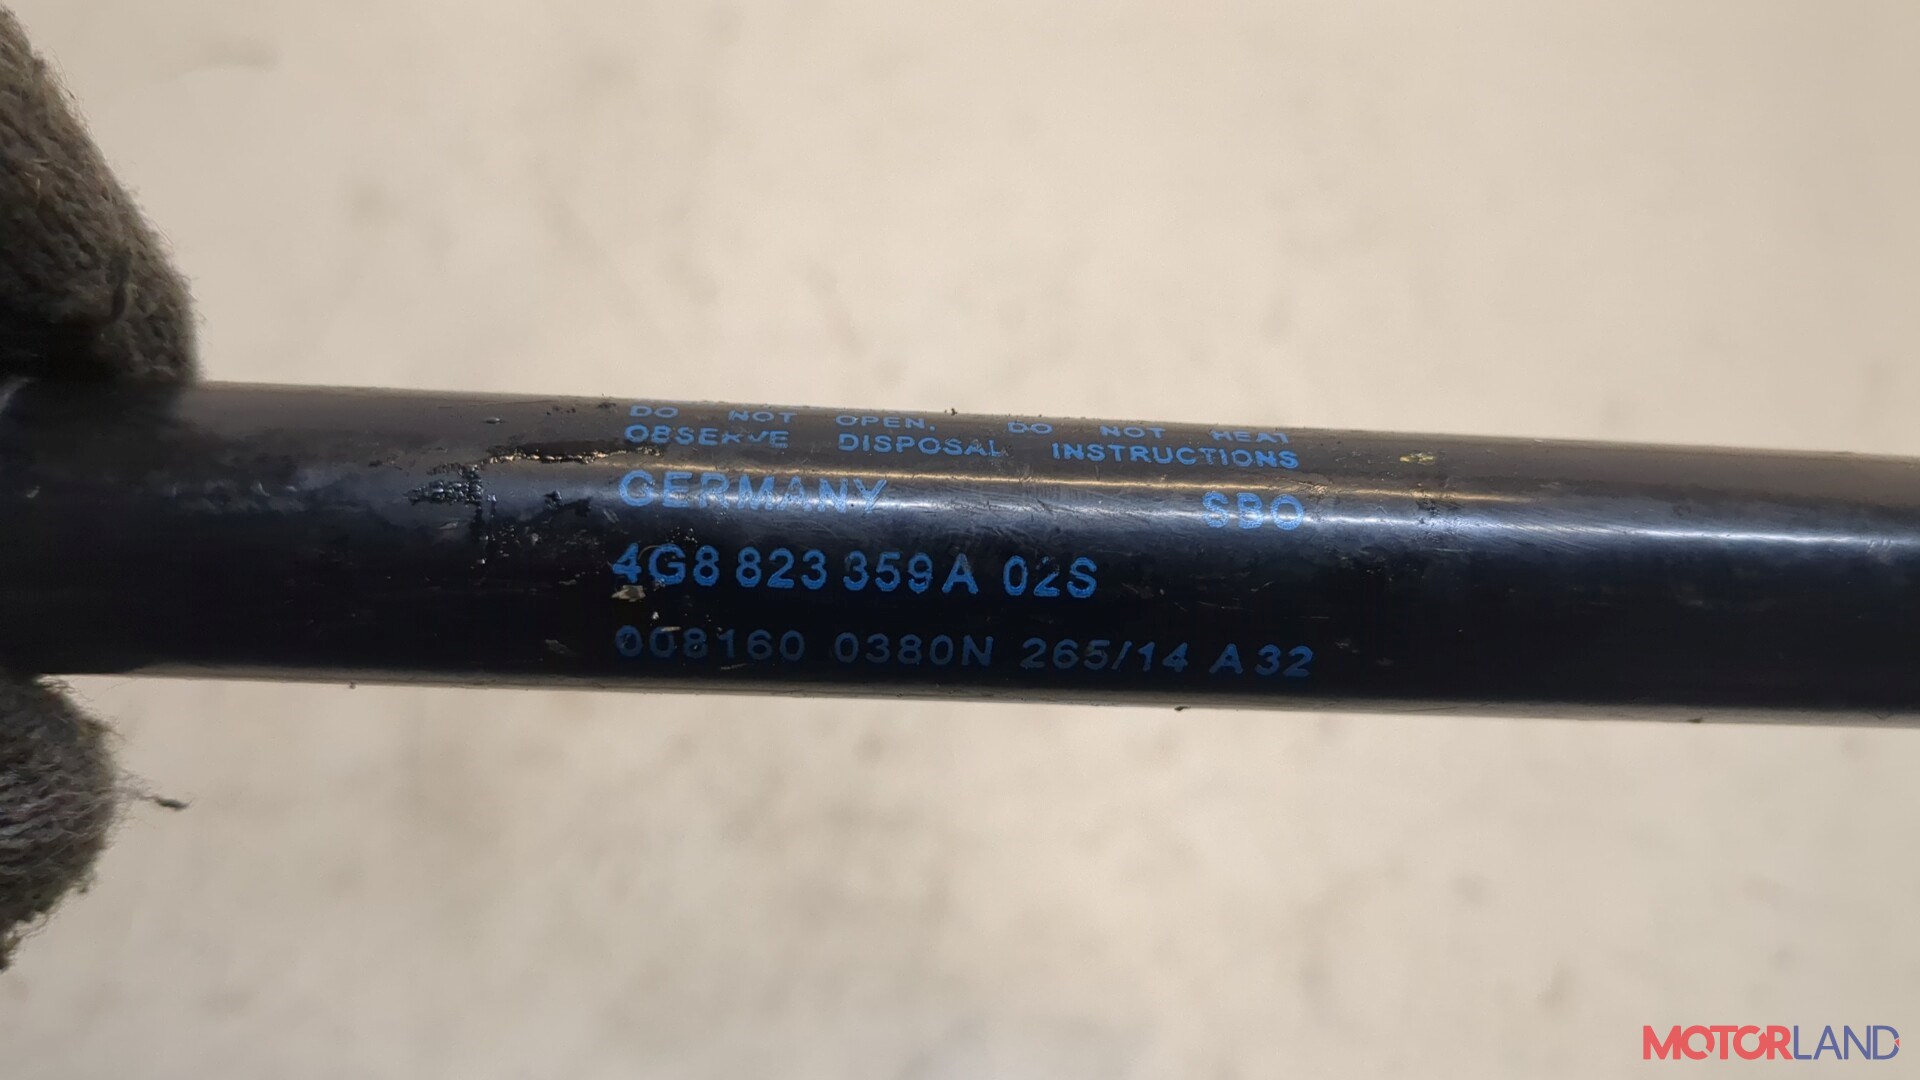 DO NOT OPEN. DO NOT HEAT
OBSERVE DISPOSAL INSTRUCTIONS
GERMANY SBO
4G8 823 359 A 02S
008160 0380N 265/14 A32
MOTORLAND